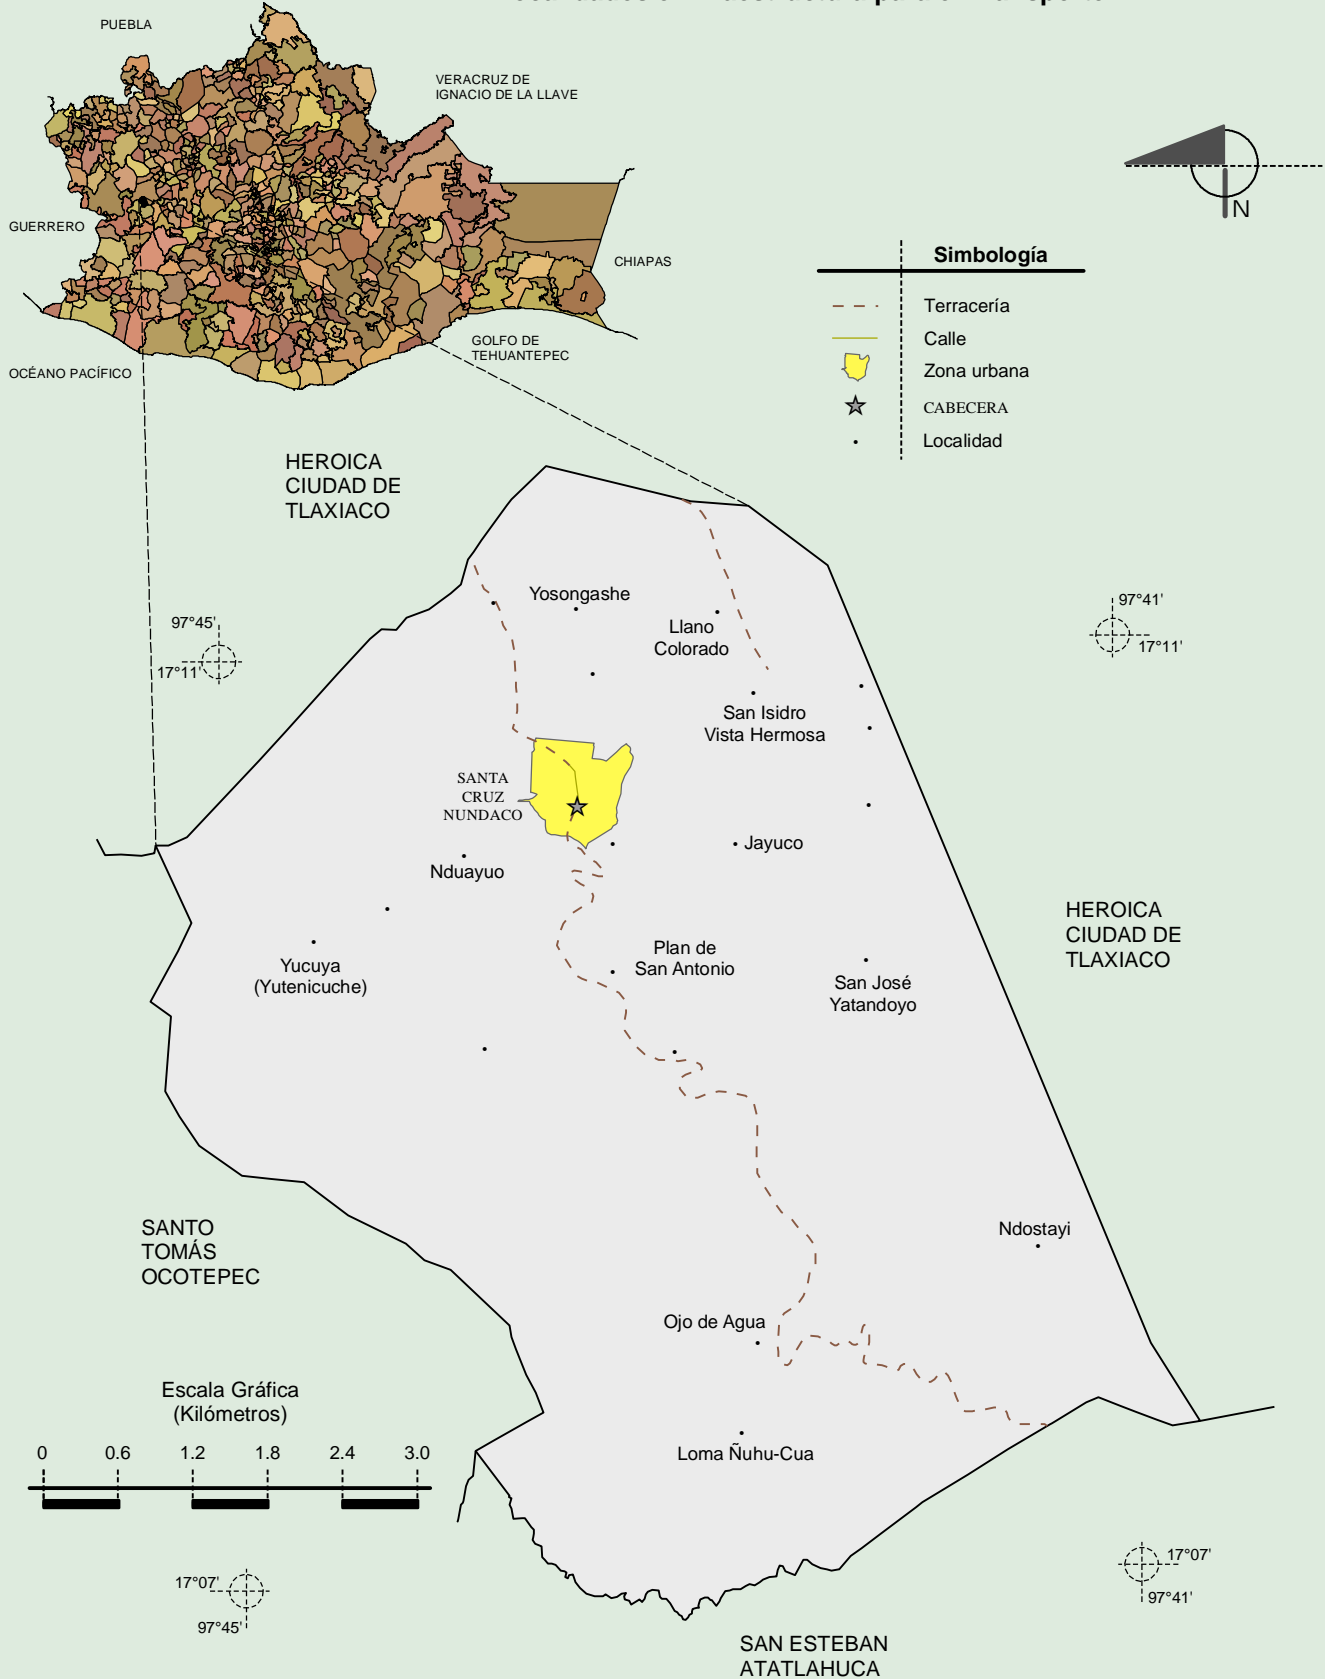 PUEBLA
VERACRUZ DE
IGNACIO DE LA LLAVE
GUERRERO
CHIAPAS
GOLFO DE
TEHUANTEPEC
OCÉANO PACÍFICO
N
Simbología
Terracería
Calle
Zona urbana
CABECERA
Localidad
HEROICA
CIUDAD DE
TLAXIACO
97°45'
17°11'
97°41'
17°11'
Yosongashe
Llano
Colorado
San Isidro
Vista Hermosa
SANTA
CRUZ
NUNDACO
Jayuco
Nduayuo
HEROICA
CIUDAD DE
TLAXIACO
Plan de
San Antonio
Yucuya
(Yutenicuche)
San José
Yatandoyo
SANTO
TOMÁS
OCOTEPEC
Ndostayi
Ojo de Agua
Escala Gráfica
(Kilómetros)
0 0.6 1.2 1.8 2.4 3.0
Loma Ñuhu-Cua
17°07'
97°45'
17°07'
97°41'
SAN ESTEBAN
ATATLAHUCA